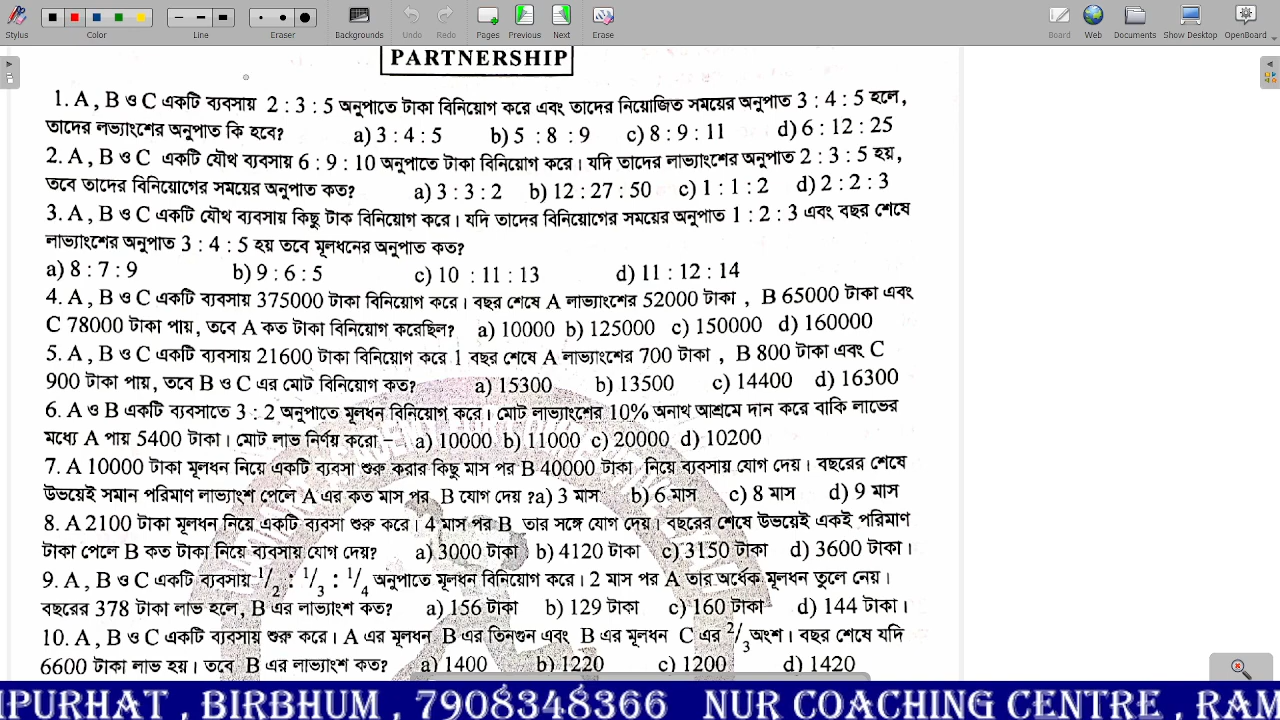 Stylus Color Line Eraser Backgrounds Undo Redo Pages Previous Next Erase Board Web Documents Show Desktop OpenBoard
PARTNERSHIP
1. A , B ও C একটি ব্যবসায় 2 : 3 : 5 অনুপাতে টাকা বিনিয়োগ করে এবং তাদের নিয়োজিত সময়ের অনুপাত 3 : 4 : 5 হলে,
তাদের লভ্যাংশের অনুপাত কি হবে? a) 3 : 4 : 5 b) 5 : 8 : 9 c) 8 : 9 : 11 d) 6 : 12 : 25
2. A , B ও C একটি যৌথ ব্যবসায় 6 : 9 : 10 অনুপাতে টাকা বিনিয়োগ করে। যদি তাদের লাভ্যাংশের অনুপাত 2 : 3 : 5 হয়,
তবে তাদের বিনিয়োগের সময়ের অনুপাত কত? a) 3 : 3 : 2 b) 12 : 27 : 50 c) 1 : 1 : 2 d) 2 : 2 : 3
3. A , B ও C একটি যৌথ ব্যবসায় কিছু টাক বিনিয়োগ করে। যদি তাদের বিনিয়োগের সময়ের অনুপাত 1 : 2 : 3 এবং বছর শেষে
লাভ্যাংশের অনুপাত 3 : 4 : 5 হয় তবে মূলধনের অনুপাত কত?
a) 8 : 7 : 9 b) 9 : 6 : 5 c) 10 : 11 : 13 d) 11 : 12 : 14
4. A , B ও C একটি ব্যবসায় 375000 টাকা বিনিয়োগ করে। বছর শেষে A লাভ্যাংশের 52000 টাকা , B 65000 টাকা এবং
C 78000 টাকা পায়, তবে A কত টাকা বিনিয়োগ করেছিল? a) 10000 b) 125000 c) 150000 d) 160000
5. A , B ও C একটি ব্যবসায় 21600 টাকা বিনিয়োগ করে 1 বছর শেষে A লাভ্যাংশের 700 টাকা , B 800 টাকা এবং C
900 টাকা পায়, তবে B ও C এর মোট বিনিয়োগ কত? a) 15300 b) 13500 c) 14400 d) 16300
6. A ও B একটি ব্যবসাতে 3 : 2 অনুপাতে মূলধন বিনিয়োগ করে। মোট লাভ্যাংশের 10% অনাথ আশ্রমে দান করে বাকি লাভের
মধ্যে A পায় 5400 টাকা। মোট লাভ নির্ণয় করো – a) 10000 b) 11000 c) 20000 d) 10200
7. A 10000 টাকা মূলধন নিয়ে একটি ব্যবসা শুরু করার কিছু মাস পর B 40000 টাকা নিয়ে ব্যবসায় যোগ দেয়। বছরের শেষে
উভয়েই সমান পরিমাণ লাভ্যাংশ পেলে A এর কত মাস পর B যোগ দেয় ?a) 3 মাস b) 6 মাস c) 8 মাস d) 9 মাস
8. A 2100 টাকা মূলধন নিয়ে একটি ব্যবসা শুরু করে। 4 মাস পর B তার সঙ্গে যোগ দেয়। বছরের শেষে উভয়েই একই পরিমাণ
টাকা পেলে B কত টাকা নিয়ে ব্যবসায় যোগ দেয়? a) 3000 টাকা b) 4120 টাকা c) 3150 টাকা d) 3600 টাকা।
9. A , B ও C একটি ব্যবসায় 1/2 : 1/3 : 1/4 অনুপাতে মূলধন বিনিয়োগ করে। 2 মাস পর A তার অর্ধেক মূলধন তুলে নেয়।
বছরের 378 টাকা লাভ হলে, B এর লাভ্যাংশ কত? a) 156 টাকা b) 129 টাকা c) 160 টাকা d) 144 টাকা।
10. A , B ও C একটি ব্যবসায় শুরু করে। A এর মূলধন B এর তিনগুন এবং B এর মূলধন C এর 2/3 অংশ। বছর শেষে যদি
6600 টাকা লাভ হয়। তবে B এর লাভ্যাংশ কত? a) 1400 b) 1220 c) 1200 d) 1420
IPURHAT , BIRBHUM , 7908348366 NUR COACHING CENTRE , RAM